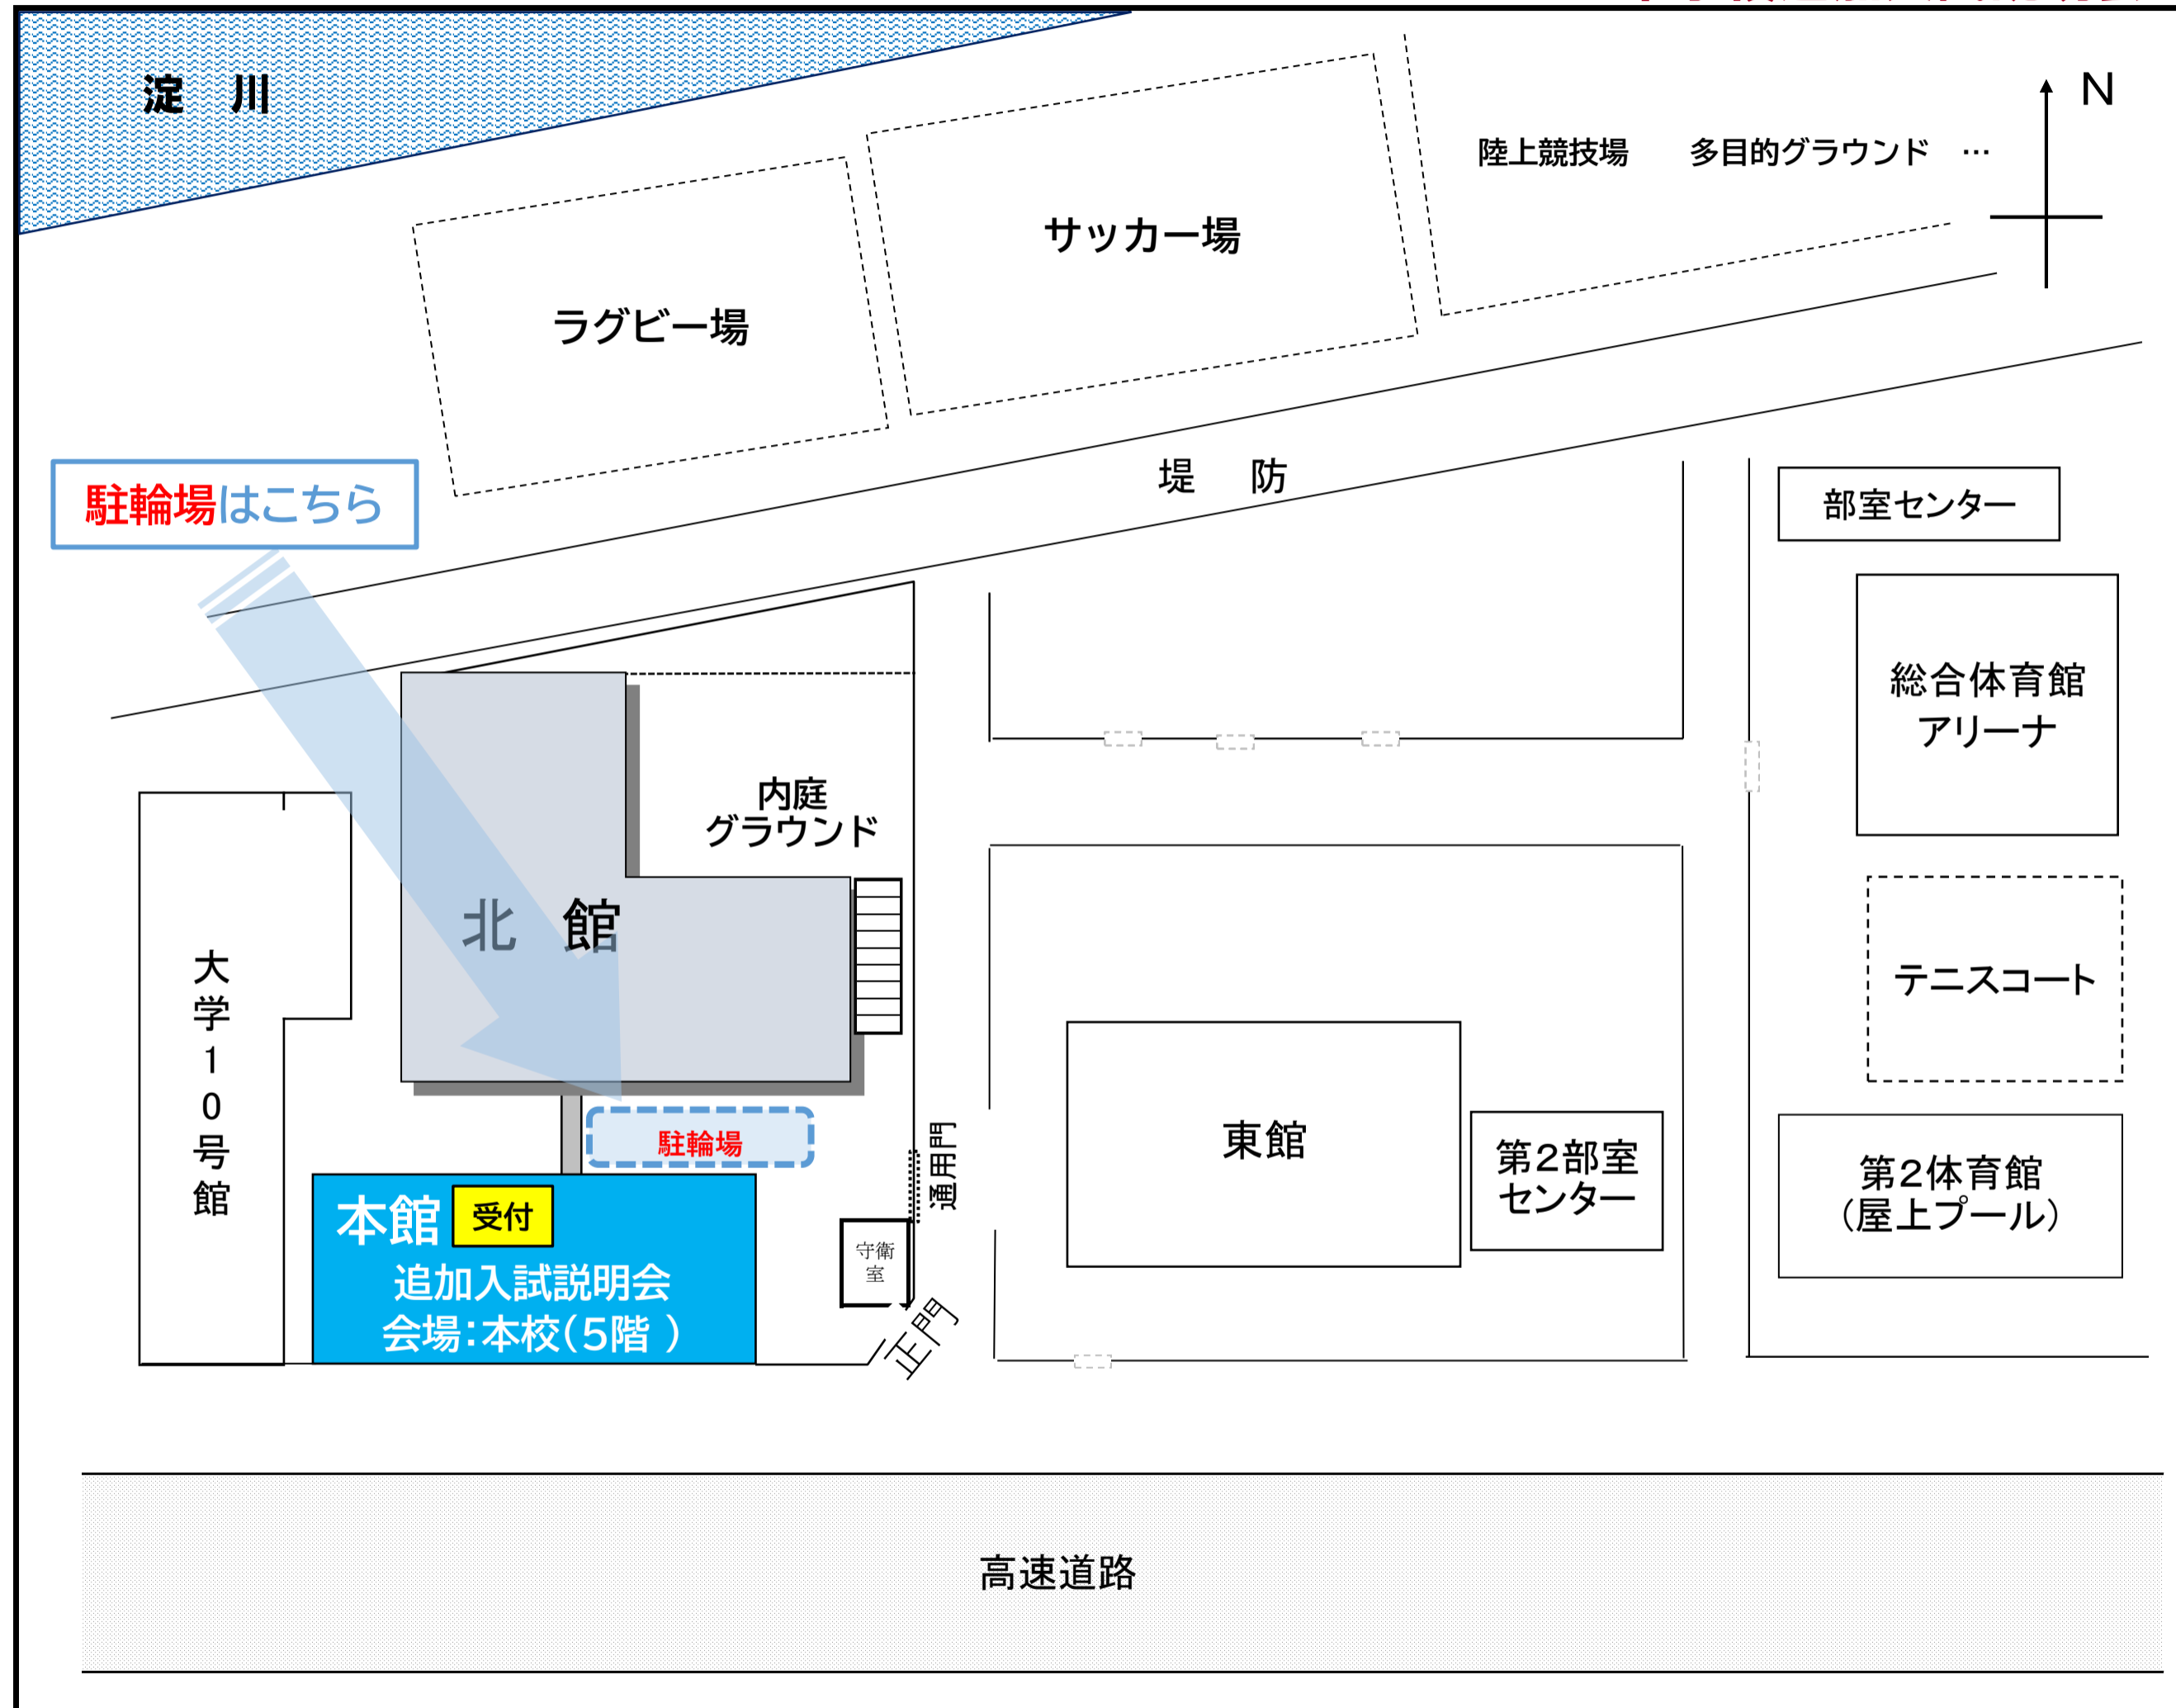 淀　川
N
陸上競技場　多目的グラウンド　…
サッカー場
ラグビー場
堤　防
駐輪場はこちら
部室センター
総合体育館
アリーナ
内庭
グラウンド
北　館
大学10号館
テニスコート
駐輪場
通用門
東館
第2部室
センター
第2体育館
(屋上プール)
本館
受付
追加入試説明会
会場:本校(5階 )
守衛
室
正門
高速道路